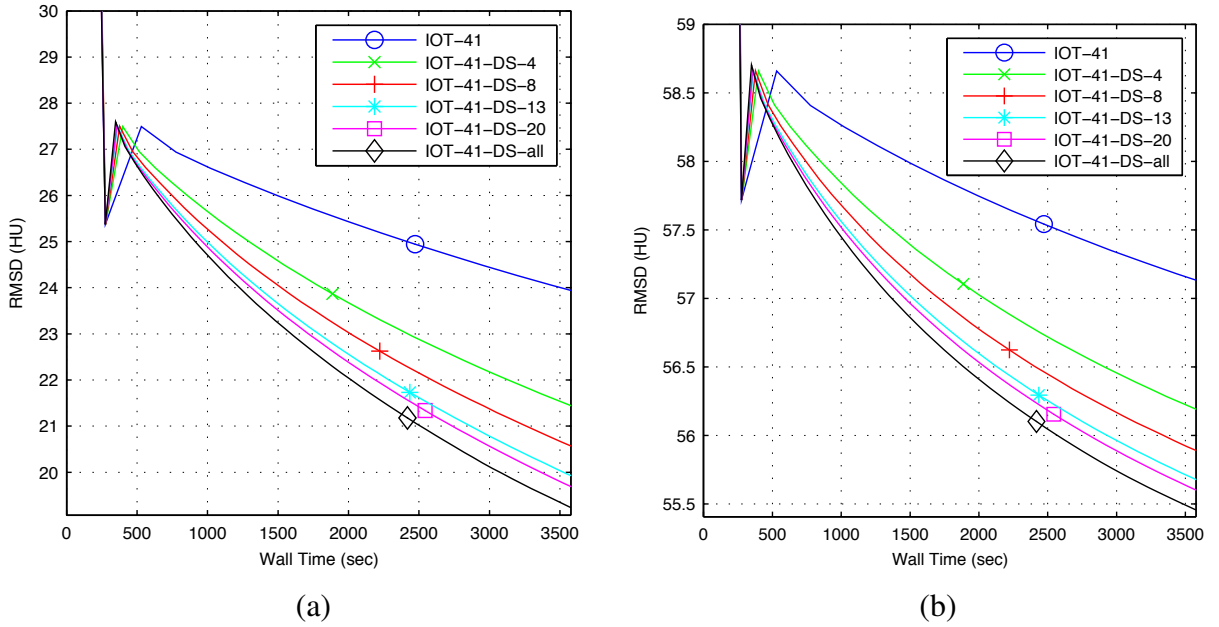 30
29
28
27
26
25
24
23
22
21
20
RMSD (HU)
0 500 1000 1500 2000 2500 3000 3500
Wall Time (sec)
IOT-41
IOT-41-DS-4
IOT-41-DS-8
IOT-41-DS-13
IOT-41-DS-20
IOT-41-DS-all
(a)
59
58.5
58
57.5
57
56.5
56
55.5
RMSD (HU)
0 500 1000 1500 2000 2500 3000 3500
Wall Time (sec)
IOT-41
IOT-41-DS-4
IOT-41-DS-8
IOT-41-DS-13
IOT-41-DS-20
IOT-41-DS-all
(b)